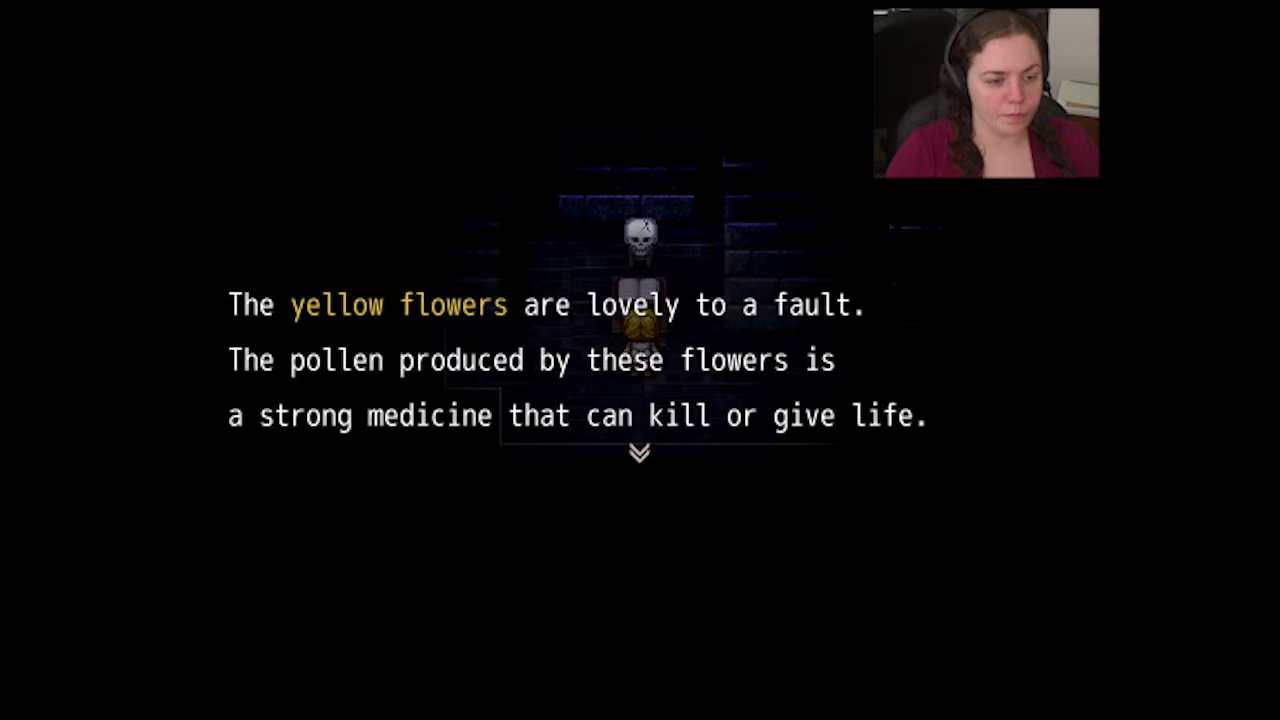 The yellow flowers are lovely to a fault.
The pollen produced by these flowers is
a strong medicine that can kill or give life.